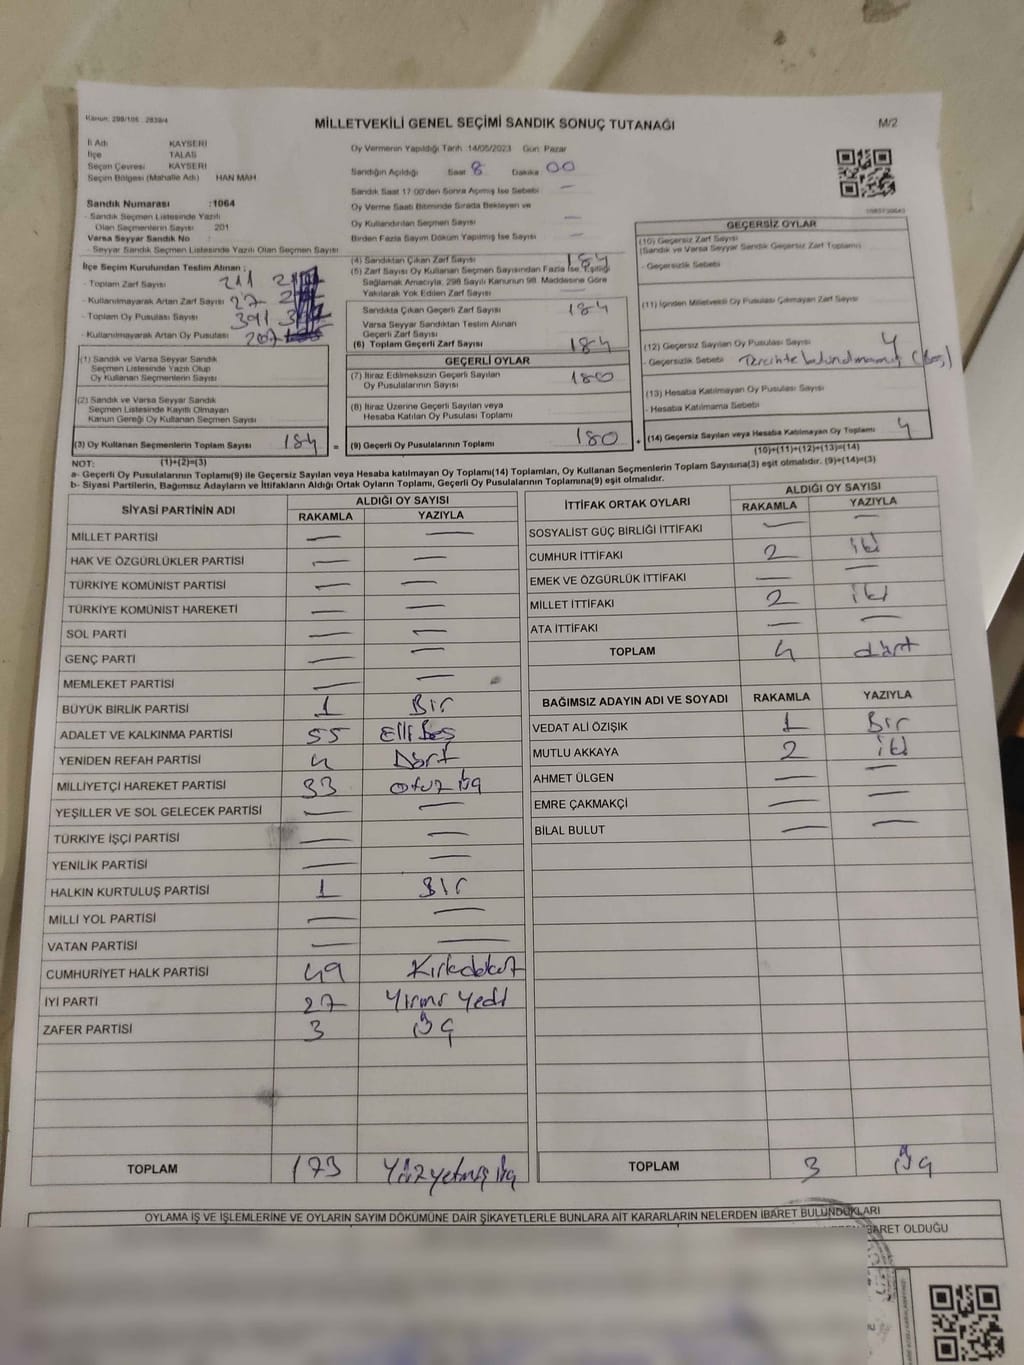 Kanun: 298/105 - 2839/4
MİLLETVEKİLİ GENEL SEÇİMİ SANDIK SONUÇ TUTANAĞI
M/2
İl Adı KAYSERİ
İlçe TALAS
Seçim Çevresi KAYSERİ
Seçim Bölgesi (Mahalle Adı) HAN MAH.
Sandık Numarası :1064
- Sandık Seçmen Listesinde Yazılı
Olan Seçmenlerin Sayısı 201
Varsa Seyyar Sandık No :
- Seyyar Sandık Seçmen Listesinde Yazılı Olan Seçmen Sayısı
Oy Vermenin Yapıldığı Tarih :14/05/2023 Gün: Pazar
Sandığın Açıldığı Saat 8 Dakika 00
Sandık Saat 17:00'den Sonra Açılmış İse Sebebi —
Oy Verme Saati Bitiminde Sırada Bekleyen ve
Oy Kullandırılan Seçmen Sayısı —
Birden Fazla Sayım Döküm Yapılmış İse Sayısı —
İlçe Seçim Kurulundan Teslim Alınan :
- Toplam Zarf Sayısı 211
- Kullanılmayarak Artan Zarf Sayısı 27
- Toplam Oy Pusulası 391
- Kullanılmayarak Artan Oy Pusulası 207
(1) Sandık ve Varsa Seyyar Sandık
Seçmen Listesinde Yazılı Olup
Oy Kullanan Seçmenlerin Sayısı
(2) Sandık ve Varsa Seyyar Sandık
Seçmen Listesinde Kayıtlı Olmayan
Kanun Gereği Oy Kullanan Seçmen Sayısı
(3) Oy Kullanan Seçmenlerin Toplam Sayısı 184 =
(1)+(2)=(3)
(4) Sandıktan Çıkan Zarf Sayısı 184
(5) Zarf Sayısı Oy Kullanan Seçmen Sayısından Fazla İse, Eşitliği
Sağlamak Amacıyla; 298 Sayılı Kanunun 98. Maddesine Göre
Yakılarak Yok Edilen Zarf Sayısı —
Sandıkta Çıkan Geçerli Zarf Sayısı 184
Varsa Seyyar Sandıktan Teslim Alınan
Geçerli Zarf Sayısı
(6) Toplam Geçerli Zarf Sayısı 184
GEÇERLİ OYLAR
(7) İtiraz Edilmeksizin Geçerli Sayılan
Oy Pusulalarının Sayısı 180
(8) İtiraz Üzerine Geçerli Sayılan veya
Hesaba Katılan Oy Pusulası Toplamı
(9) Geçerli Oy Pusulalarının Toplamı 180 +
GEÇERSİZ OYLAR
(10) Geçersiz Zarf Sayısı
(Sandık ve Varsa Seyyar Sandık Geçersiz Zarf Toplamı)
- Geçersizlik Sebebi
(11) İçinden Milletvekili Oy Pusulası Çıkmayan Zarf Sayısı
(12) Geçersiz Sayılan Oy Pusulası Sayısı 4
- Geçersizlik Sebebi Tercihte bulunulmamış (Boş)
(13) Hesaba Katılmayan Oy Pusulası Sayısı
- Hesaba Katılmama Sebebi
(14) Geçersiz Sayılan veya Hesaba Katılmayan Oy Toplamı 4
(10)+(11)+(12)+(13)=(14)
NOT:
a- Geçerli Oy Pusulalarının Toplamı(9) ile Geçersiz Sayılan veya Hesaba katılmayan Oy Toplamı(14) Toplamları, Oy Kullanan Seçmenlerin Toplam Sayısına(3) eşit olmalıdır. (9)+(14)=(3)
b- Siyasi Partilerin, Bağımsız Adayların ve İttifakların Aldığı Ortak Oyların Toplamı, Geçerli Oy Pusulalarının Toplamına(9) eşit olmalıdır.
SİYASİ PARTİNİN ADI ALDIĞI OY SAYISI
RAKAMLA YAZIYLA
MİLLET PARTİSİ — —
HAK VE ÖZGÜRLÜKLER PARTİSİ — —
TÜRKİYE KOMÜNİST PARTİSİ — —
TÜRKİYE KOMÜNİST HAREKETİ — —
SOL PARTİ — —
GENÇ PARTİ — —
MEMLEKET PARTİSİ — —
BÜYÜK BİRLİK PARTİSİ 1 Bir
ADALET VE KALKINMA PARTİSİ 55 Elli beş
YENİDEN REFAH PARTİSİ 4 Dört
MİLLİYETÇİ HAREKET PARTİSİ 33 Otuz üç
YEŞİLLER VE SOL GELECEK PARTİSİ — —
TÜRKİYE İŞÇİ PARTİSİ — —
YENİLİK PARTİSİ — —
HALKIN KURTULUŞ PARTİSİ 1 Bir
MİLLİ YOL PARTİSİ — —
VATAN PARTİSİ — —
CUMHURİYET HALK PARTİSİ 49 Kırkdokuz
İYİ PARTİ 27 Yirmi Yedi
ZAFER PARTİSİ 3 üç
TOPLAM 173 Yüzyetmiş üç
İTTİFAK ORTAK OYLARI ALDIĞI OY SAYISI
RAKAMLA YAZIYLA
SOSYALİST GÜÇ BİRLİĞİ İTTİFAKI — —
CUMHUR İTTİFAKI 2 iki
EMEK VE ÖZGÜRLÜK İTTİFAKI — —
MİLLET İTTİFAKI 2 iki
ATA İTTİFAKI — —
TOPLAM 4 dört
BAĞIMSIZ ADAYIN ADI VE SOYADI RAKAMLA YAZIYLA
VEDAT ALİ ÖZIŞIK 1 Bir
MUTLU AKKAYA 2 iki
AHMET ÜLGEN — —
EMRE ÇAKMAKÇİ — —
BİLAL BULUT — —
TOPLAM 3 üç
OYLAMA İŞ VE İŞLEMLERİNE VE OYLARIN SAYIM DÖKÜMÜNE DAİR ŞİKAYETLERLE BUNLARA AİT KARARLARIN NELERDEN İBARET BULUNDUKLARI
BARET OLDUĞU